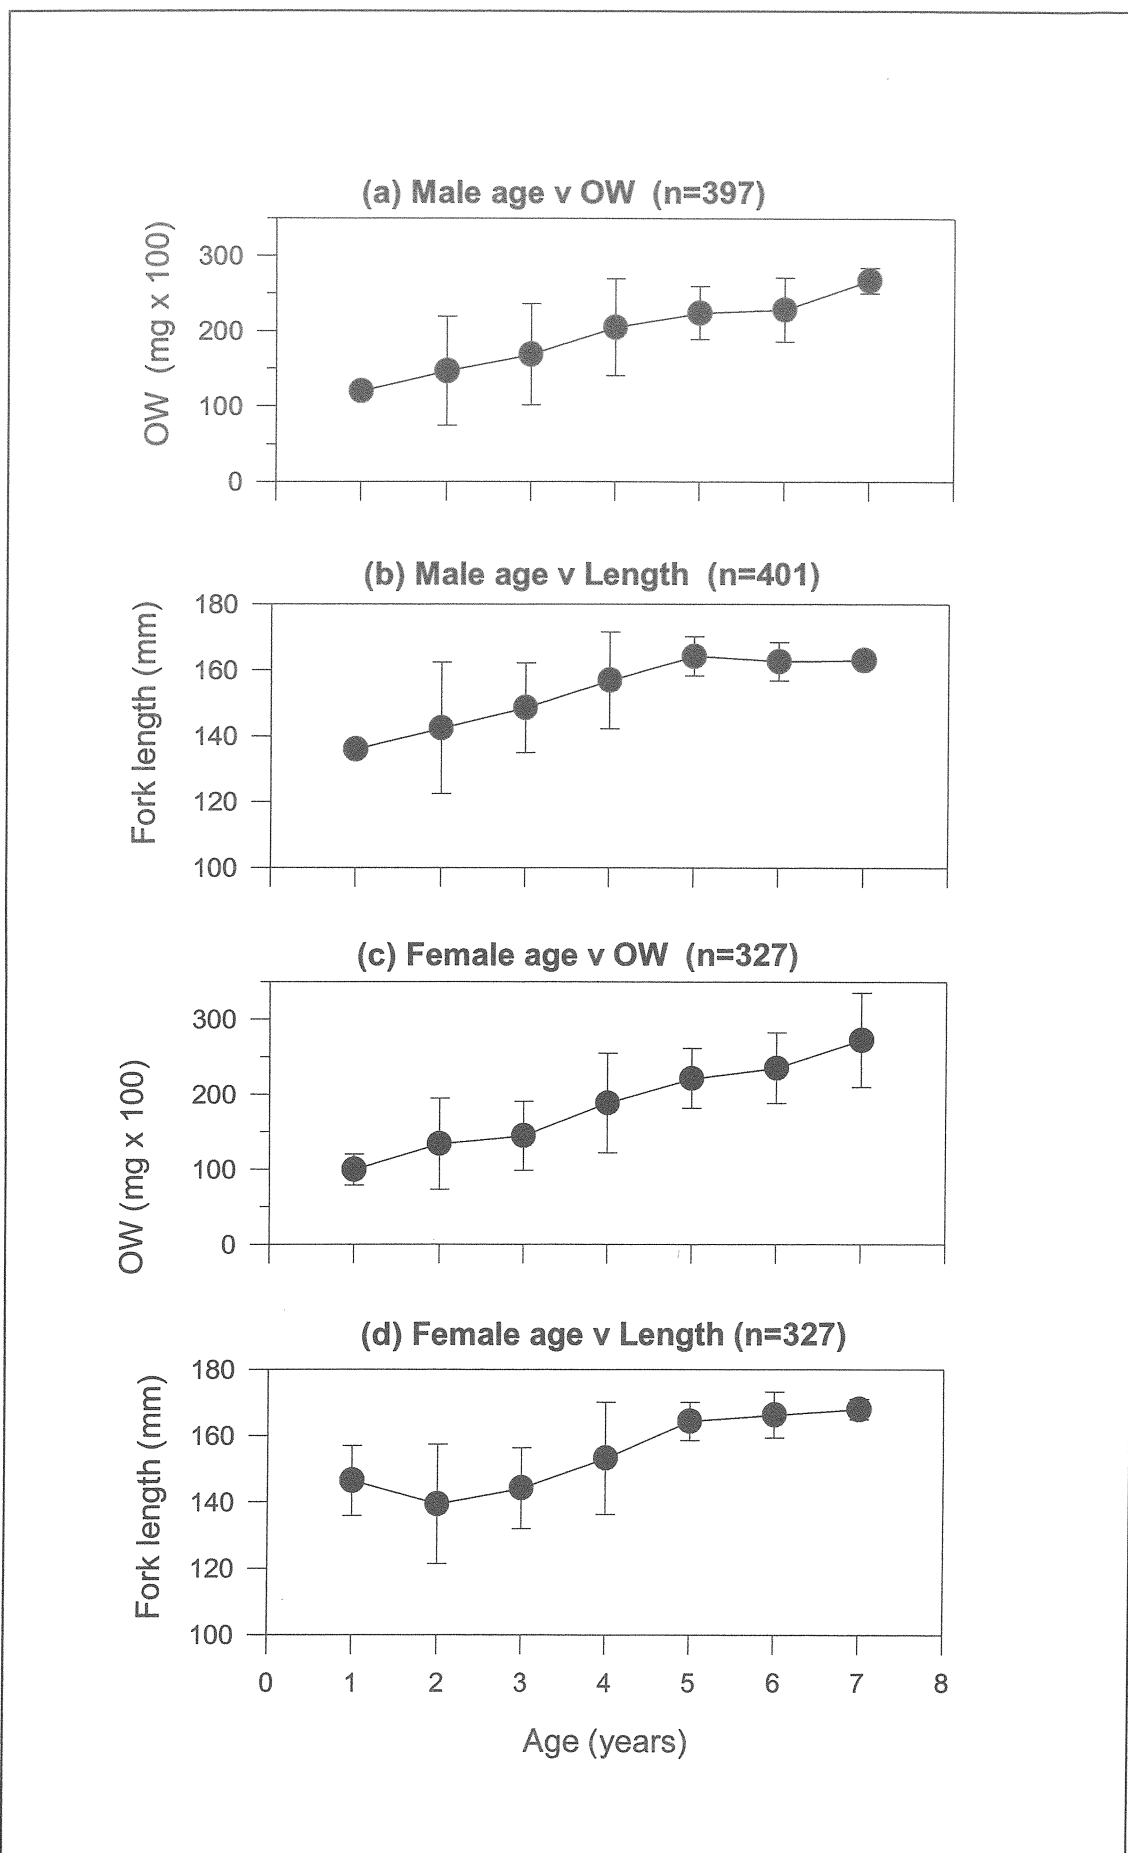 (a) Male age v OW (n=397)
OW (mg x 100)
300
200
100
0
(b) Male age v Length (n=401)
Fork length (mm)
180
160
140
120
100
(c) Female age v OW (n=327)
OW (mg x 100)
300
200
100
0
(d) Female age v Length (n=327)
Fork length (mm)
180
160
140
120
100
0 1 2 3 4 5 6 7 8
Age (years)